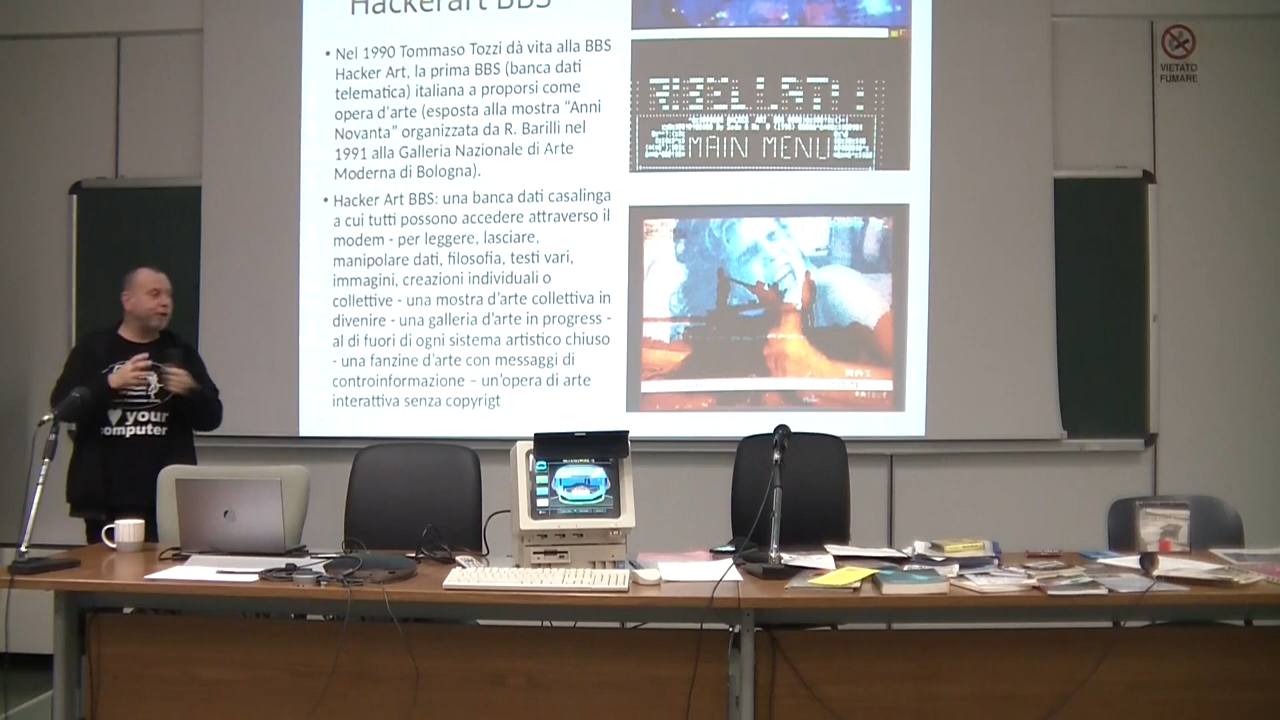 Hackerart BBS
• Nel 1990 Tommaso Tozzi dà vita alla BBS
Hacker Art, la prima BBS (banca dati
telematica) italiana a proporsi come
opera d'arte (esposta alla mostra "Anni
Novanta" organizzata da R. Barilli nel
1991 alla Galleria Nazionale di Arte
Moderna di Bologna).
• Hacker Art BBS: una banca dati casalinga
a cui tutti possono accedere attraverso il
modem - per leggere, lasciare,
manipolare dati, filosofia, testi vari,
immagini, creazioni individuali o
collettive - una mostra d'arte collettiva in
divenire - una galleria d'arte in progress -
al di fuori di ogni sistema artistico chiuso
- una fanzine d'arte con messaggi di
controinformazione – un'opera di arte
interattiva senza copyrigt
RIBELLATI!
MAIN MENU
VIETATO
FUMARE
your
omputer